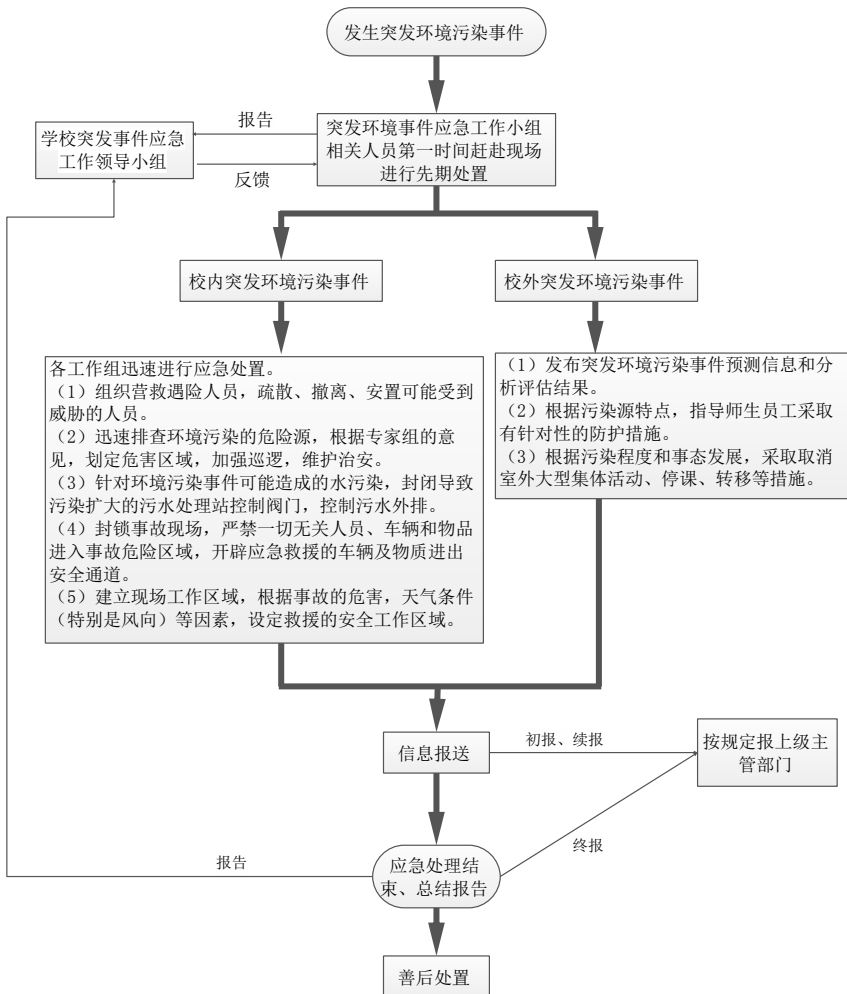 发生突发环境污染事件
报告
学校突发事件应急
工作领导小组
反馈
突发环境事件应急工作小组
相关人员第一时间赶赴现场
进行先期处置
校内突发环境污染事件
校外突发环境污染事件
各工作组迅速进行应急处置。
（1）组织营救遇险人员，疏散、撤离、安置可能受到
威胁的人员。
（2）迅速排查环境污染的危险源，根据专家组的意
见，划定危害区域，加强巡逻，维护治安。
（3）针对环境污染事件可能造成的水污染，封闭导致
污染扩大的污水处理站控制阀门，控制污水外排。
（4）封锁事故现场，严禁一切无关人员、车辆和物品
进入事故危险区域，开辟应急救援的车辆及物质进出
安全通道。
（5）建立现场工作区域，根据事故的危害，天气条件
（特别是风向）等因素，设定救援的安全工作区域。
（1）发布突发环境污染事件预测信息和分
析评估结果。
（2）根据污染源特点，指导师生员工采取
有针对性的防护措施。
（3）根据污染程度和事态发展，采取取消
室外大型集体活动、停课、转移等措施。
信息报送
初报、续报
按规定报上级主
管部门
终报
报告
应急处理结
束、总结报告
善后处置